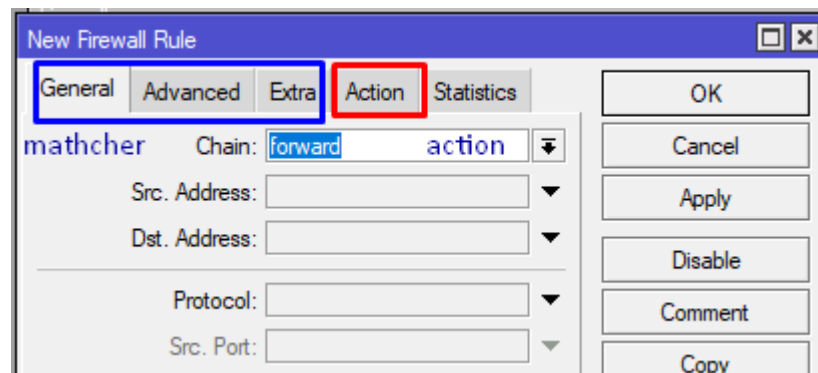 New Firewall Rule
General Advanced Extra Action Statistics
OK
mathcher Chain: forward action
Cancel
Src. Address:
Apply
Dst. Address:
Disable
Protocol:
Comment
Src. Port:
Copy